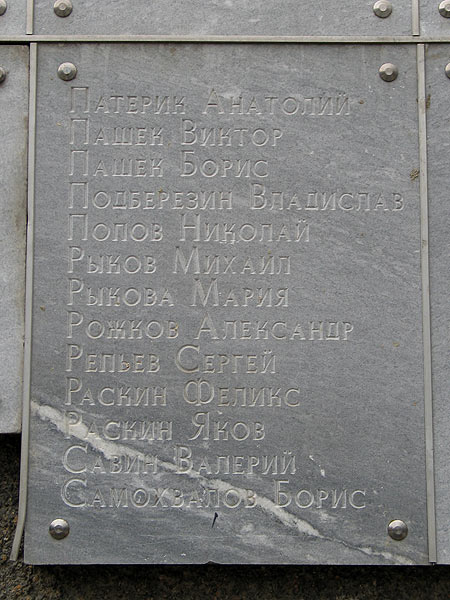 Патерик Анатолий
Пашек Виктор
Пашек Борис
Подберезин Владислав
Попов Николай
Рыков Михаил
Рыкова Мария
Рожков Александр
Репьев Сергей
Раскин Феликс
Раскин Яков
Савин Валерий
Самохвалов Борис